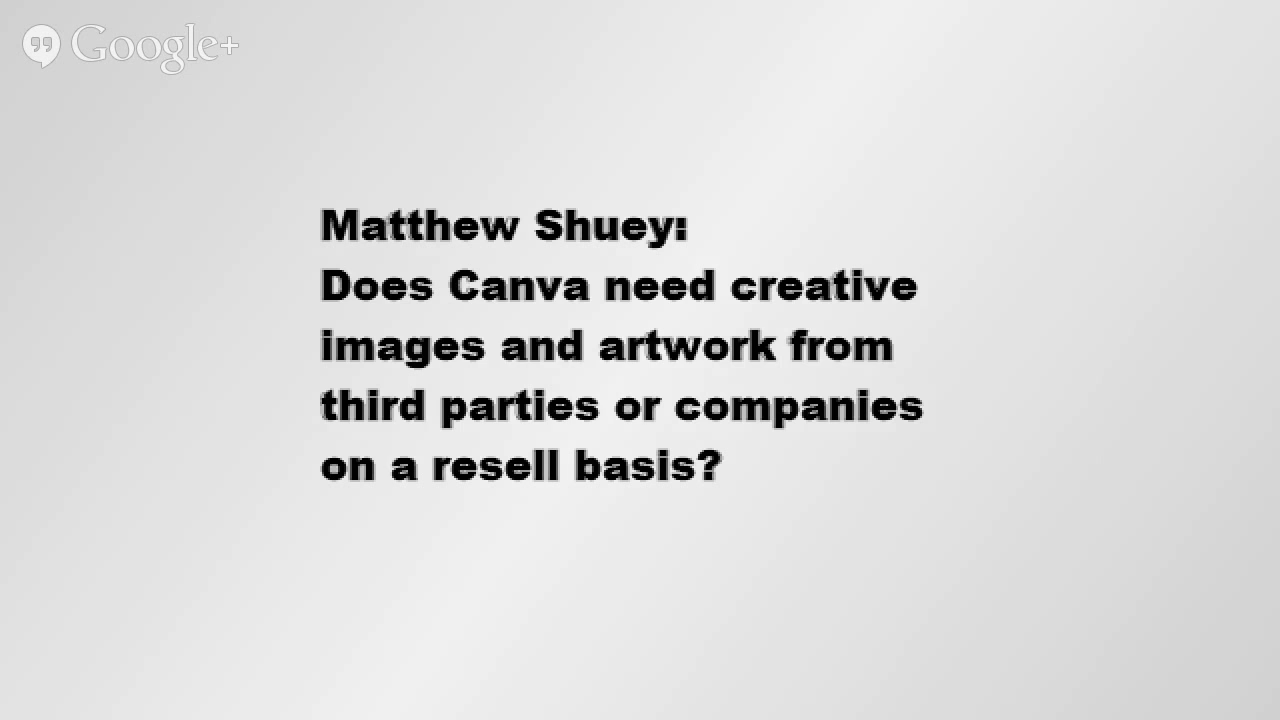 Google+
Matthew Shuey:
Does Canva need creative
images and artwork from
third parties or companies
on a resell basis?